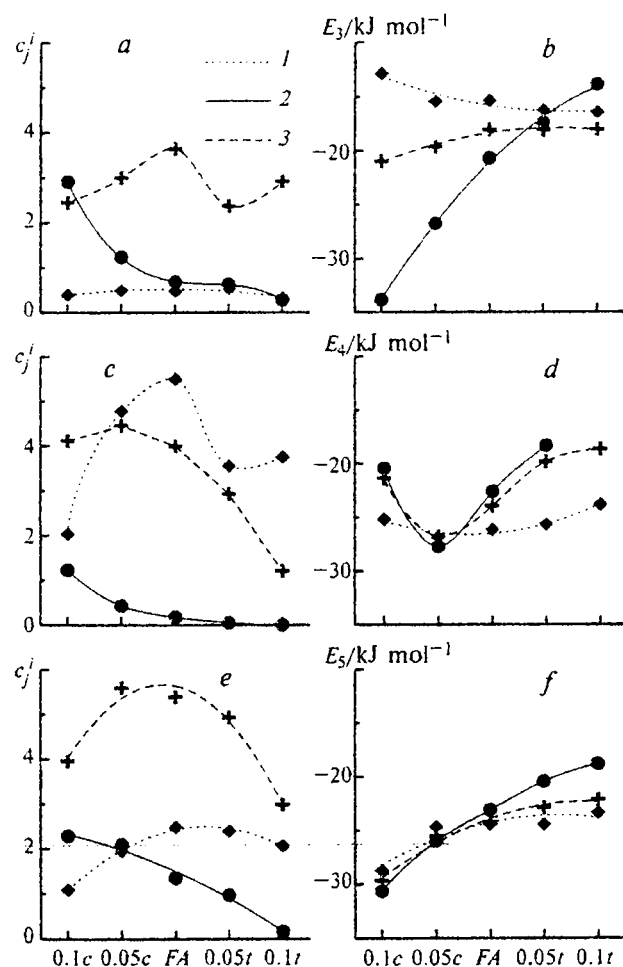 c_j^i
a
E_3/kJ mol^{-1}
b
6
1
2
3
4
2
0
−20
−30
c_j^i
c
E_4/kJ mol^{-1}
d
4
2
0
−20
−30
c_j^i
e
E_5/kJ mol^{-1}
f
4
2
0
−20
−30
0.1c 0.05c FA 0.05t 0.1t
0.1c 0.05c FA 0.05t 0.1t